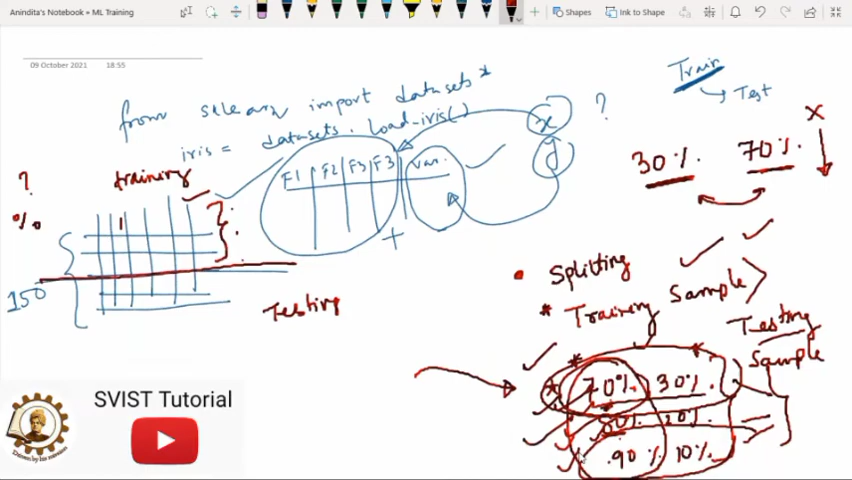 Anindita's Notebook » ML Training
Shapes
Ink to Shape
09 October 2021 18:55
from sklearn import datasets *
iris = datasets. load-iris()
x
?
y
Train
Test
30%. 70%.
x
?
training
%
150
Testing
F1 F2 F3 F3 var.
+
• Splitting
* Training Sample
Testing
Sample
* 70%. 30%.
80%. 20%.
.90% 10%.
SVIST Tutorial